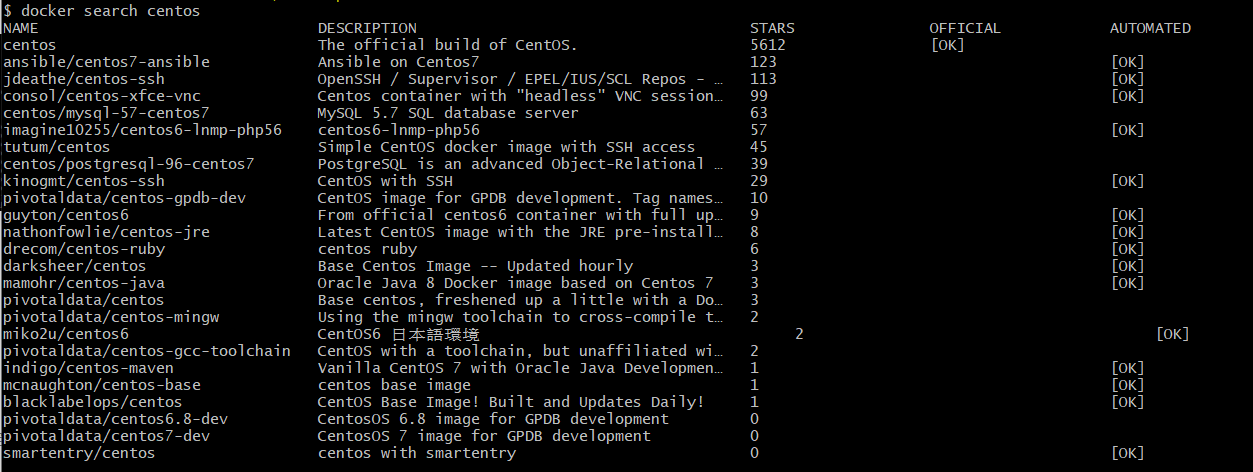 $ docker search centos
NAME DESCRIPTION STARS OFFICIAL AUTOMATED
centos The official build of CentOS. 5612 [OK]
ansible/centos7-ansible Ansible on Centos7 123 [OK]
jdeathe/centos-ssh OpenSSH / Supervisor / EPEL/IUS/SCL Repos - … 113 [OK]
consol/centos-xfce-vnc Centos container with "headless" VNC session… 99 [OK]
centos/mysql-57-centos7 MySQL 5.7 SQL database server 63
imagine10255/centos6-lnmp-php56 centos6-lnmp-php56 57 [OK]
tutum/centos Simple CentOS docker image with SSH access 45
centos/postgresql-96-centos7 PostgreSQL is an advanced Object-Relational … 39
kinogmt/centos-ssh CentOS with SSH 29 [OK]
pivotaldata/centos-gpdb-dev CentOS image for GPDB development. Tag names… 10
guyton/centos6 From official centos6 container with full up… 9 [OK]
nathonfowlie/centos-jre Latest CentOS image with the JRE pre-install… 8 [OK]
drecom/centos-ruby centos ruby 6 [OK]
darksheer/centos Base Centos Image -- Updated hourly 3 [OK]
mamohr/centos-java Oracle Java 8 Docker image based on Centos 7 3 [OK]
pivotaldata/centos Base centos, freshened up a little with a Do… 3
pivotaldata/centos-mingw Using the mingw toolchain to cross-compile t… 2
miko2u/centos6 CentOS6 日本語環境 2 [OK]
pivotaldata/centos-gcc-toolchain CentOS with a toolchain, but unaffiliated wi… 2
indigo/centos-maven Vanilla CentOS 7 with Oracle Java Developmen… 1 [OK]
mcnaughton/centos-base centos base image 1 [OK]
blacklabelops/centos CentOS Base Image! Built and Updates Daily! 1 [OK]
pivotaldata/centos6.8-dev CentosOS 6.8 image for GPDB development 0
pivotaldata/centos7-dev CentosOS 7 image for GPDB development 0
smartentry/centos centos with smartentry 0 [OK]